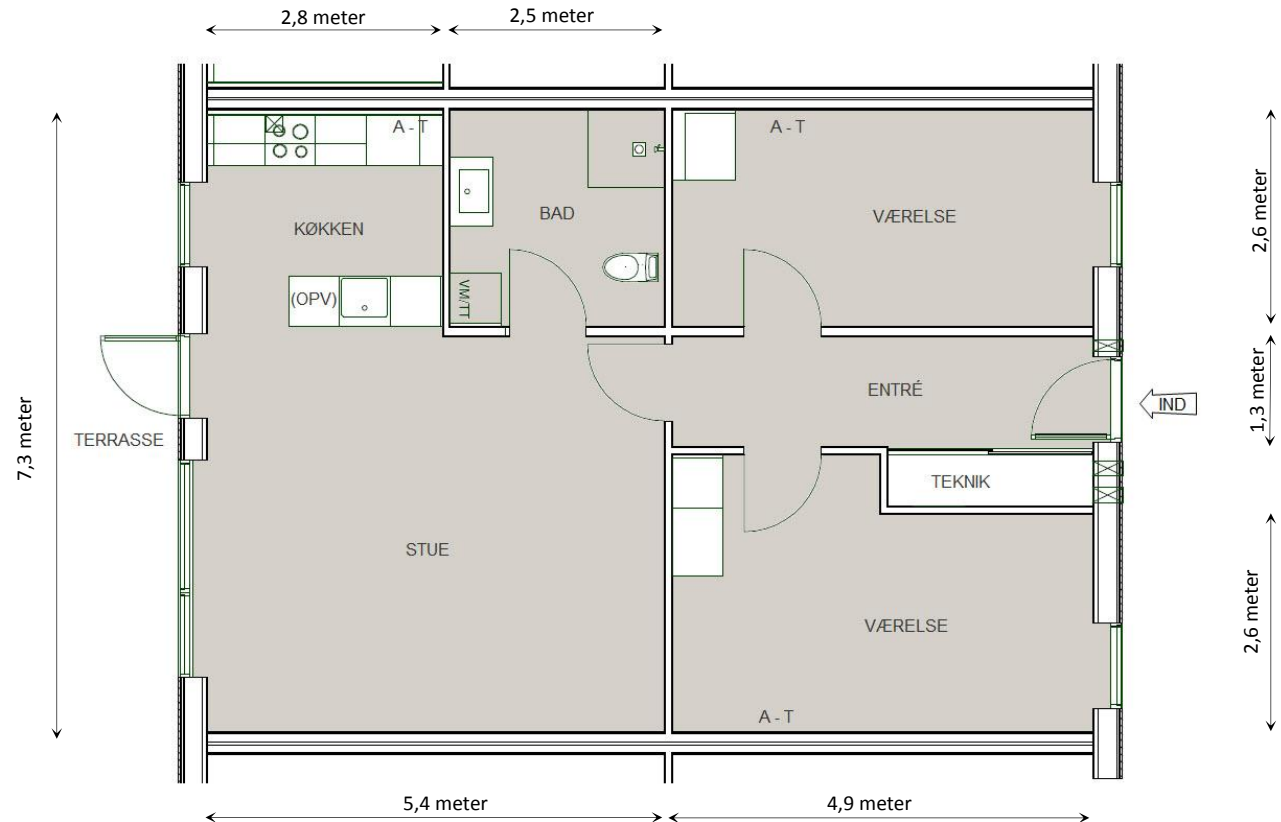 2,8 meter
2,5 meter
A - T
A - T
KØKKEN
BAD
VÆRELSE
2,6 meter
(OPV)
VM/TT
7,3 meter
TERRASSE
ENTRÉ
IND
1,3 meter
TEKNIK
STUE
VÆRELSE
2,6 meter
A - T
5,4 meter
4,9 meter